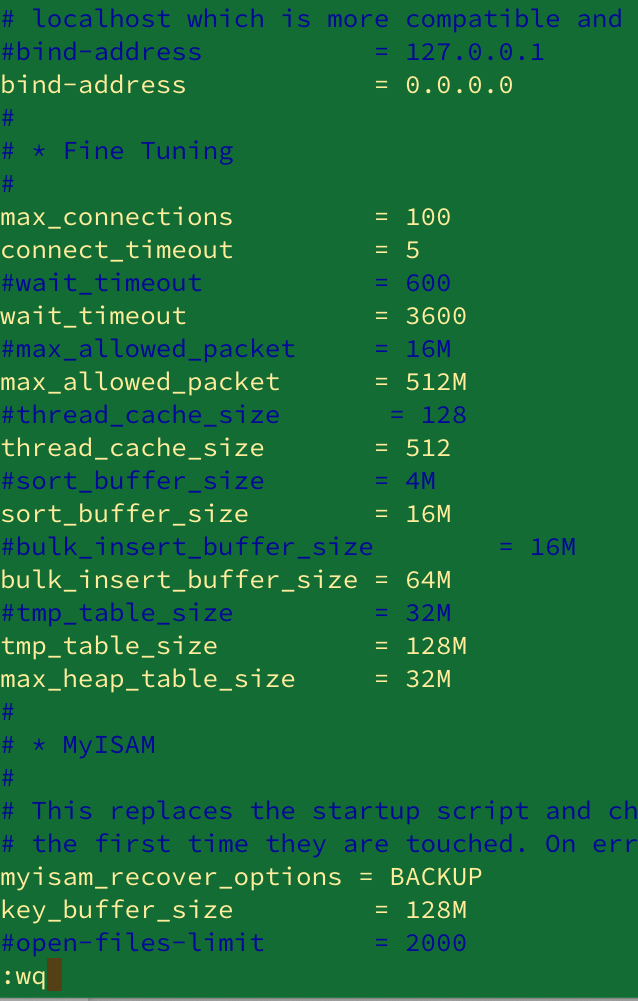 # localhost which is more compatible and
#bind-address = 127.0.0.1
bind-address = 0.0.0.0
#
# * Fine Tuning
#
max_connections = 100
connect_timeout = 5
#wait_timeout = 600
wait_timeout = 3600
#max_allowed_packet = 16M
max_allowed_packet = 512M
#thread_cache_size = 128
thread_cache_size = 512
#sort_buffer_size = 4M
sort_buffer_size = 16M
#bulk_insert_buffer_size = 16M
bulk_insert_buffer_size = 64M
#tmp_table_size = 32M
tmp_table_size = 128M
max_heap_table_size = 32M
#
# * MyISAM
#
# This replaces the startup script and ch
# the first time they are touched. On err
myisam_recover_options = BACKUP
key_buffer_size = 128M
#open-files-limit = 2000
:wq